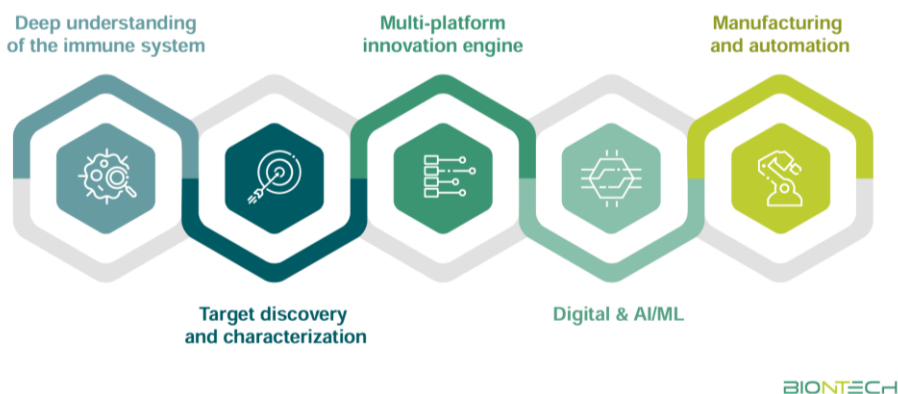 Deep understanding
of the immune system
Multi-platform
innovation engine
Manufacturing
and automation
Target discovery
and characterization
Digital & AI/ML
BIONTECH